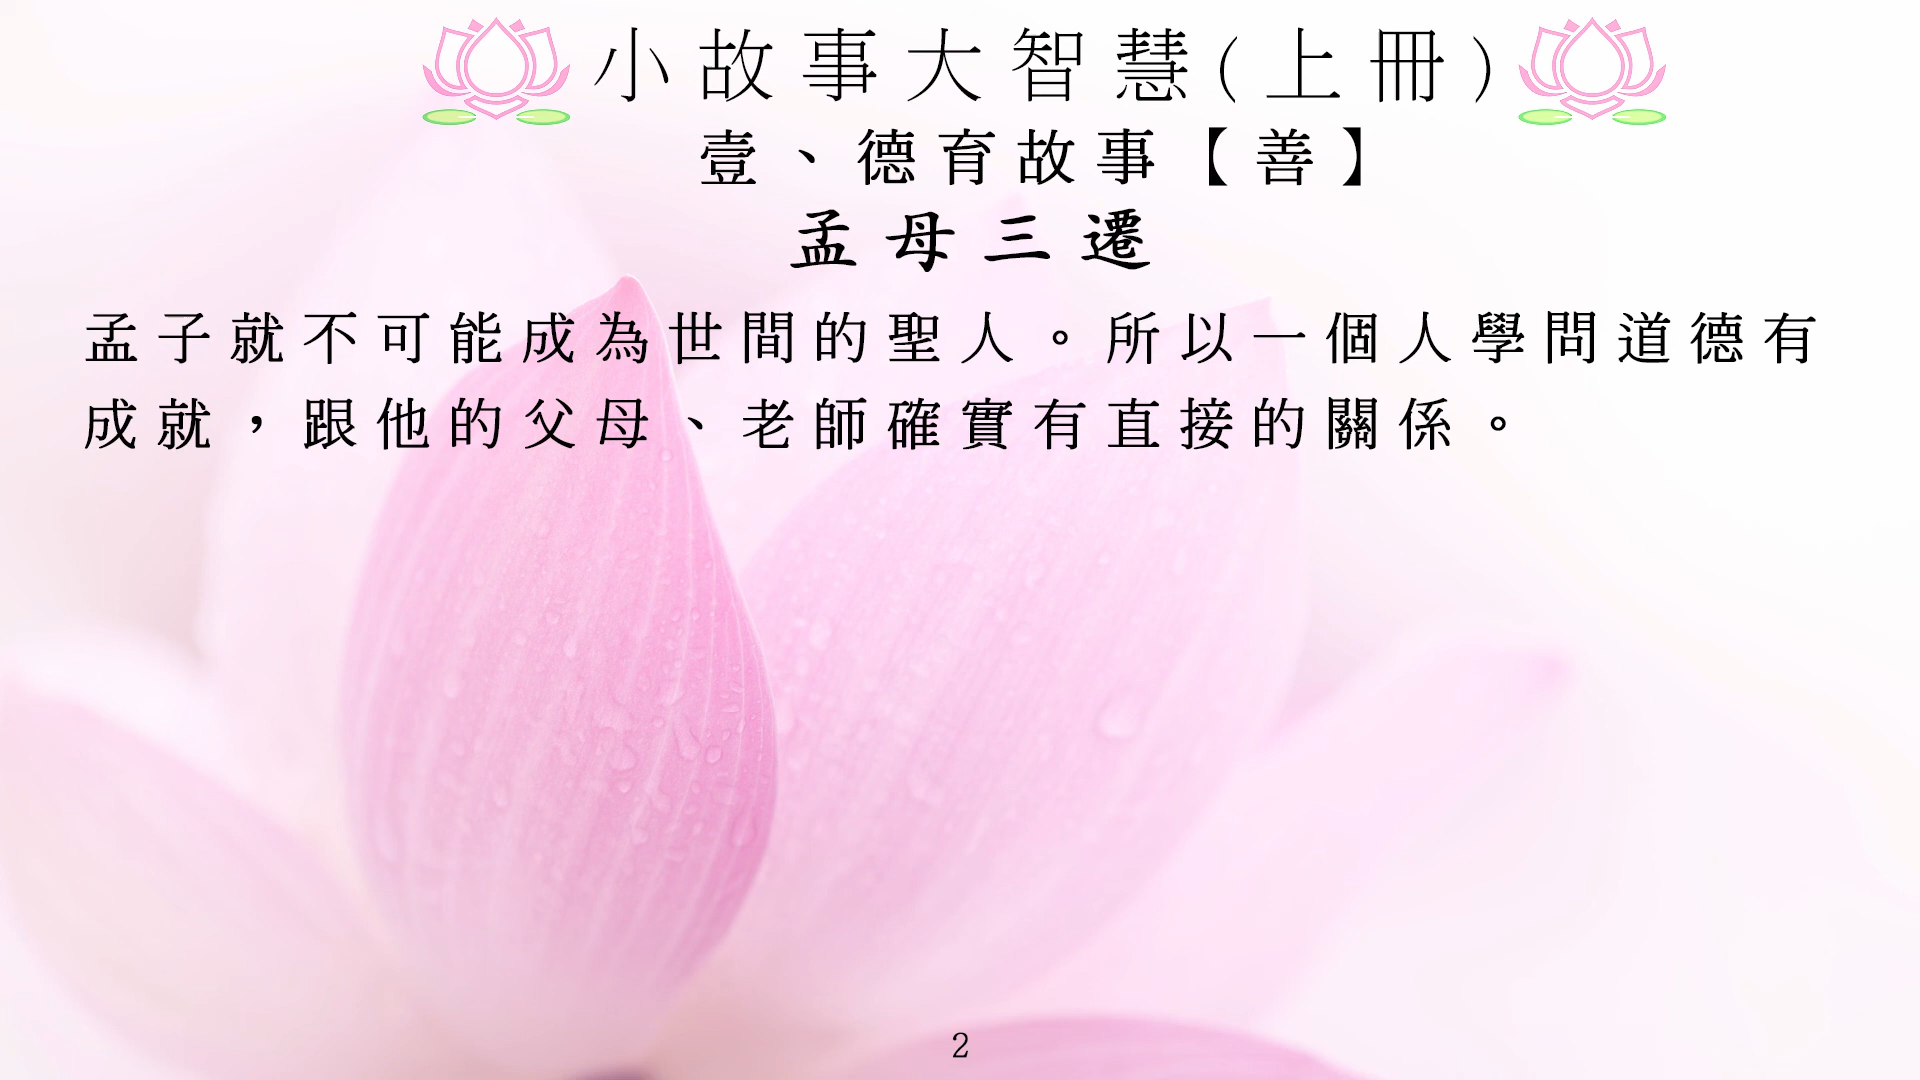 小故事大智慧(上冊)
壹、德育故事【善】
孟母三遷
孟子就不可能成為世間的聖人。所以一個人學問道德有
成就，跟他的父母、老師確實有直接的關係。
2